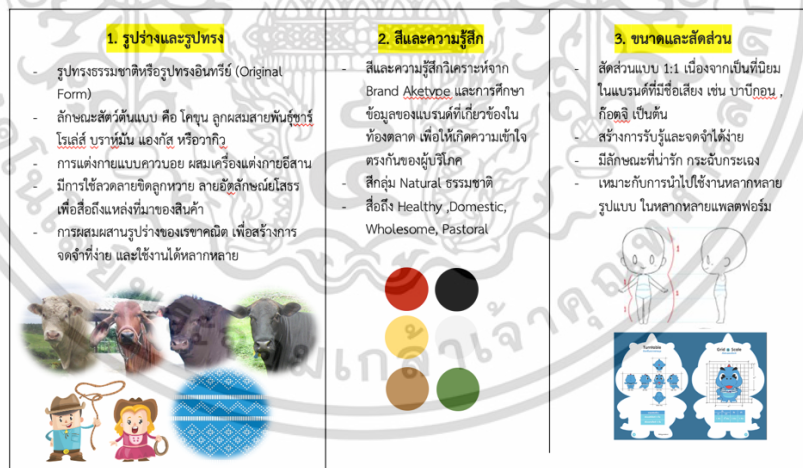 1. รูปร่างและรูปทรง
- รูปทรงธรรมชาติหรือรูปทรงอินทรีย์ (Original
Form)
- ลักษณะสัตว์ต้นแบบ คือ โคขุน ลูกผสมสายพันธุ์ชาร์
โรเล่ส์ บราห์มัน แองกัส หรือวากิว
- การแต่งกายแบบคาวบอย ผสมเครื่องแต่งกายอีสาน
- มีการใช้ลวดลายขิดลูกหวาย ลายอัตลักษณ์ยโสธร
เพื่อสื่อถึงแหล่งที่มาของสินค้า
- การผสมผสานรูปร่างของเรขาคณิต เพื่อสร้างการ
จดจำที่ง่าย และใช้งานได้หลากหลาย
2. สีและความรู้สึก
- สีและความรู้สึกวิเคราะห์จาก
Brand Aketype และการศึกษา
ข้อมูลของแบรนด์ที่เกี่ยวข้องใน
ท้องตลาด เพื่อให้เกิดความเข้าใจ
ตรงกันของผู้บริโภค
- สีกลุ่ม Natural ธรรมชาติ
- สื่อถึง Healthy ,Domestic,
Wholesome, Pastoral
3. ขนาดและสัดส่วน
- สัดส่วนแบบ 1:1 เนื่องจากเป็นที่นิยม
ในแบรนด์ที่มีชื่อเสียง เช่น บาบีกอน ,
ก๊อตจิ เป็นต้น
- สร้างการรับรู้และจดจำได้ง่าย
- มีลักษณะที่น่ารัก กระฉับกระเฉง
- เหมาะกับการนำไปใช้งานหลากหลาย
รูปแบบ ในหลากหลายแพลตฟอร์ม
Turntable
Grid & Scale